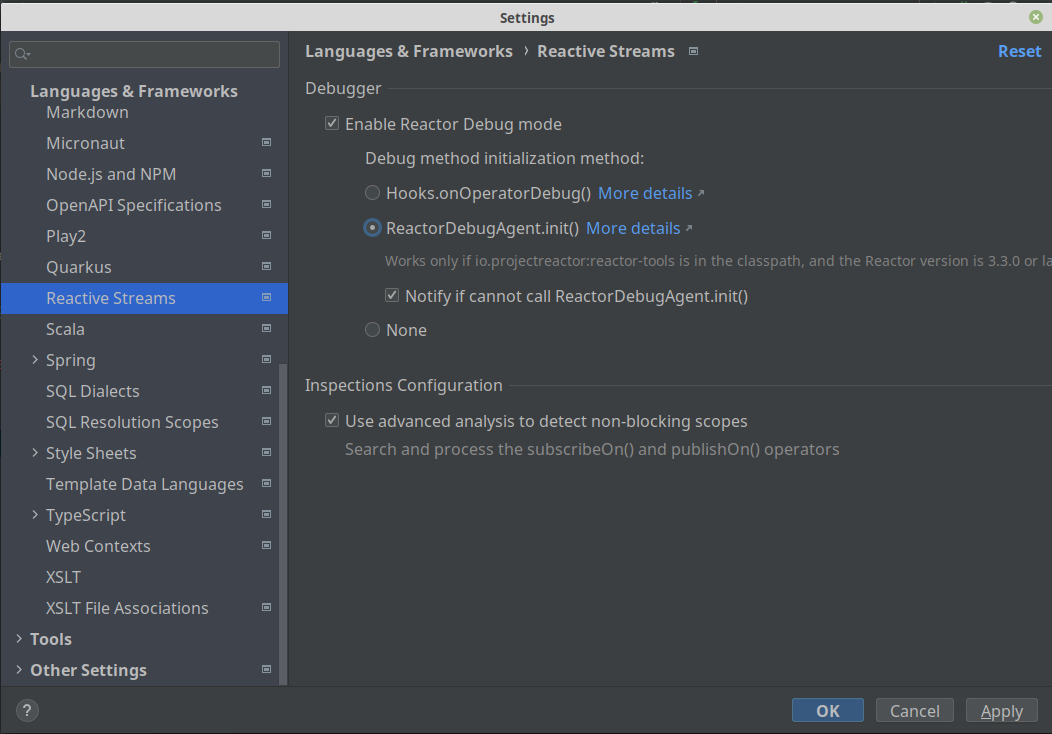 Settings
Languages & Frameworks
Markdown
Micronaut
Node.js and NPM
OpenAPI Specifications
Play2
Quarkus
Reactive Streams
Scala
Spring
SQL Dialects
SQL Resolution Scopes
Style Sheets
Template Data Languages
TypeScript
Web Contexts
XSLT
XSLT File Associations
Tools
Other Settings
Languages & Frameworks › Reactive Streams
Reset
Debugger
Enable Reactor Debug mode
Debug method initialization method:
Hooks.onOperatorDebug() More details ↗
ReactorDebugAgent.init() More details ↗
Works only if io.projectreactor:reactor-tools is in the classpath, and the Reactor version is 3.3.0 or la
Notify if cannot call ReactorDebugAgent.init()
None
Inspections Configuration
Use advanced analysis to detect non-blocking scopes
Search and process the subscribeOn() and publishOn() operators
?
OK
Cancel
Apply